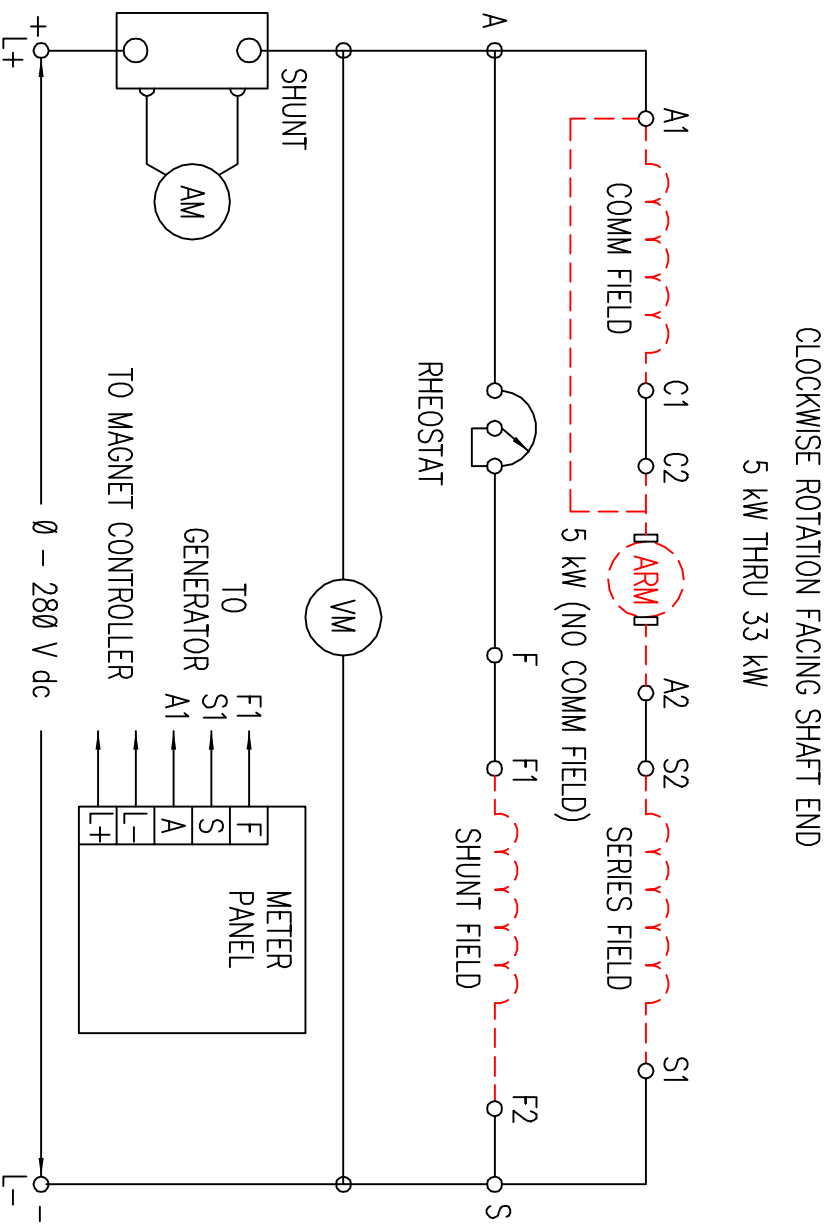 CLOCKWISE ROTATION FACING SHAFT END
5 kW THRU 33 kW
A1
C1
C2
A2
S2
S1
COMM FIELD
ARM
SERIES FIELD
5 kW (NO COMM FIELD)
A
F
F1
F2
S
SHUNT FIELD
RHEOSTAT
VM
SHUNT
AM
METER
PANEL
F1
S1
A1
F
S
A
L-
L+
TO
GENERATOR
TO MAGNET CONTROLLER
+
L+
Ø - 28Ø V dc
-
L-